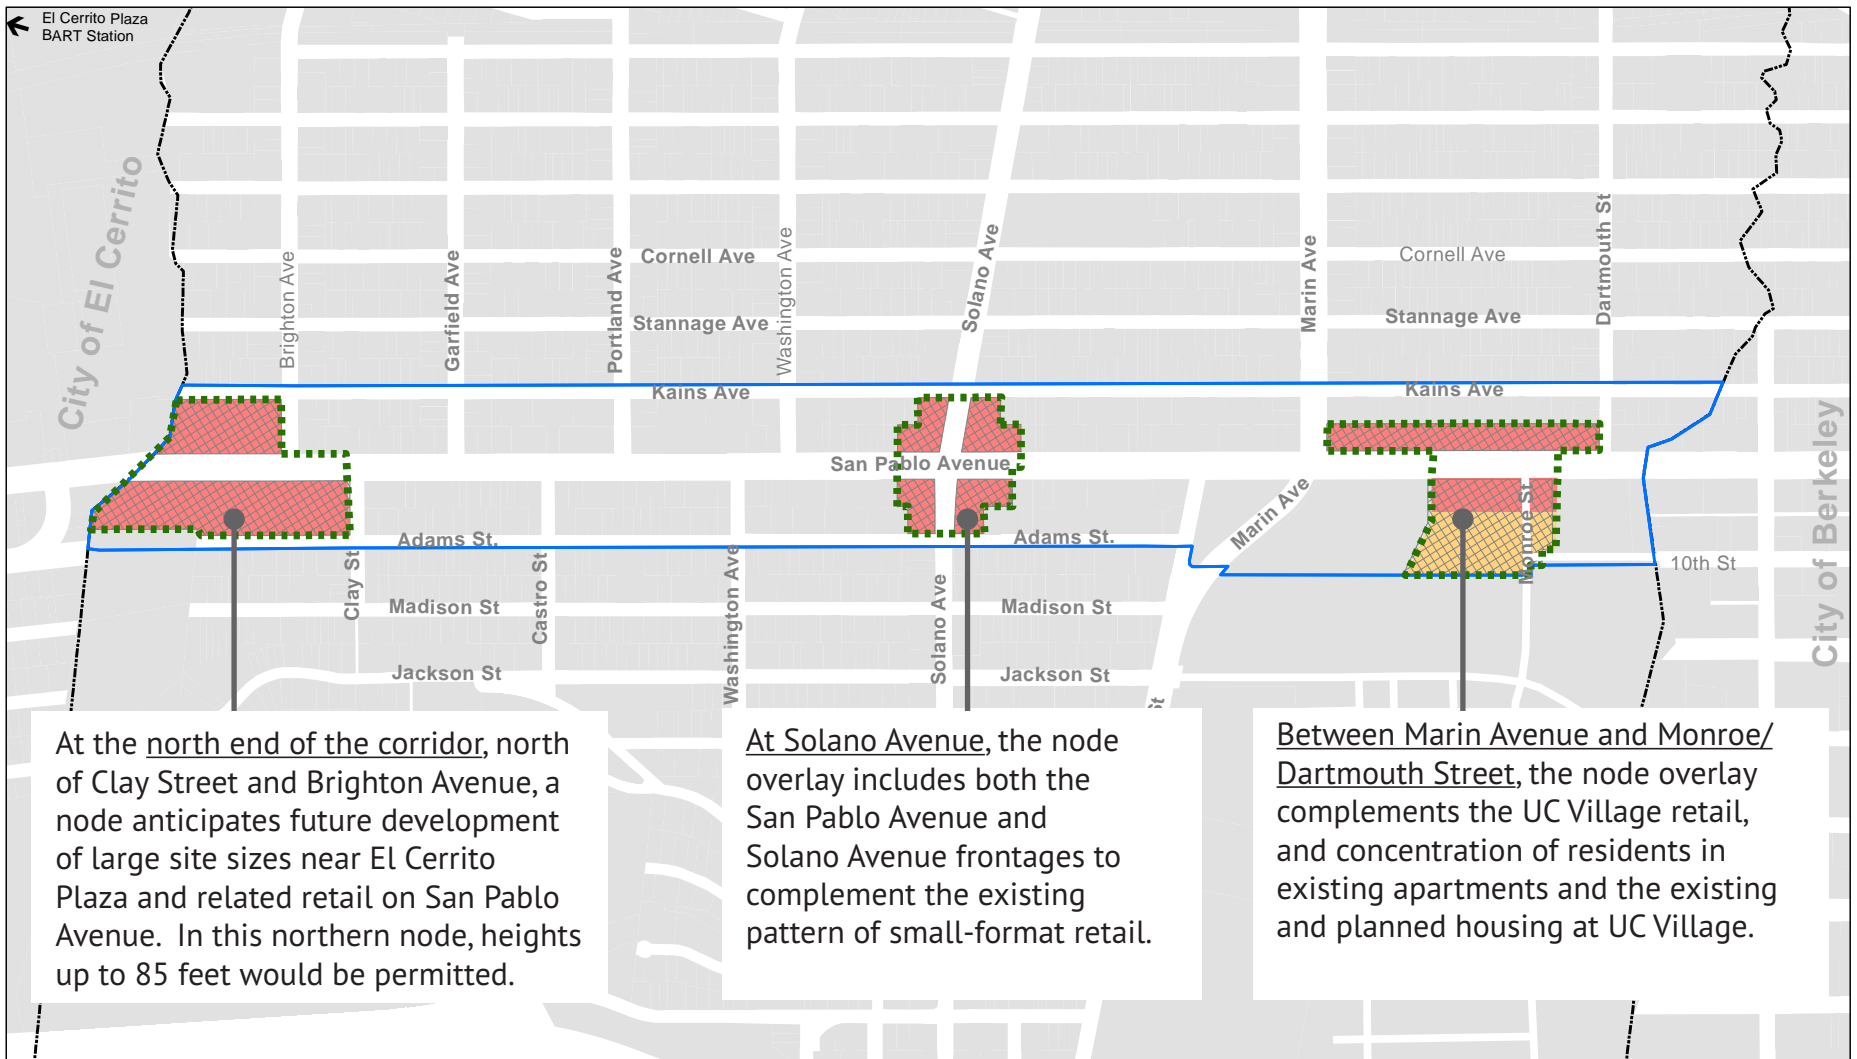 El Cerrito Plaza
BART Station
City of El Cerrito
Brighton Ave
Garfield Ave
Portland Ave
Cornell Ave
Washington Ave
Stannage Ave
Solano Ave
Marin Ave
Cornell Ave
Stannage Ave
Dartmouth St
Kains Ave
Kains Ave
San Pablo Avenue
City of Berkeley
Adams St.
Adams St.
Marin Ave
Monroe St
10th St
Clay St
Madison St
Castro St
Washington Ave
Solano Ave
Madison St
Jackson St
Jackson St
St
At the north end of the corridor, north
of Clay Street and Brighton Avenue, a
node anticipates future development
of large site sizes near El Cerrito
Plaza and related retail on San Pablo
Avenue.  In this northern node, heights
up to 85 feet would be permitted.
At Solano Avenue, the node
overlay includes both the
San Pablo Avenue and
Solano Avenue frontages to
complement the existing
pattern of small-format retail.
Between Marin Avenue and Monroe/
Dartmouth Street, the node overlay
complements the UC Village retail,
and concentration of residents in
existing apartments and the existing
and planned housing at UC Village.